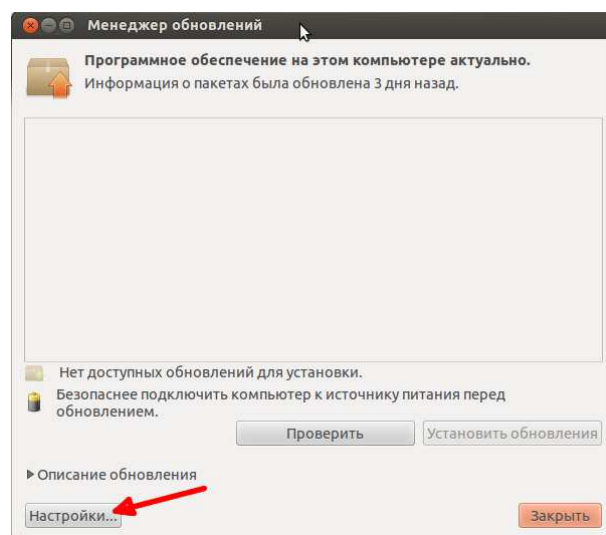 Менеджер обновлений
Программное обеспечение на этом компьютере актуально.
Информация о пакетах была обновлена 3 дня назад.
Нет доступных обновлений для установки.
Безопаснее подключить компьютер к источнику питания перед
обновлением.
Проверить
Установить обновления
Описание обновления
Настройки...
Закрыть